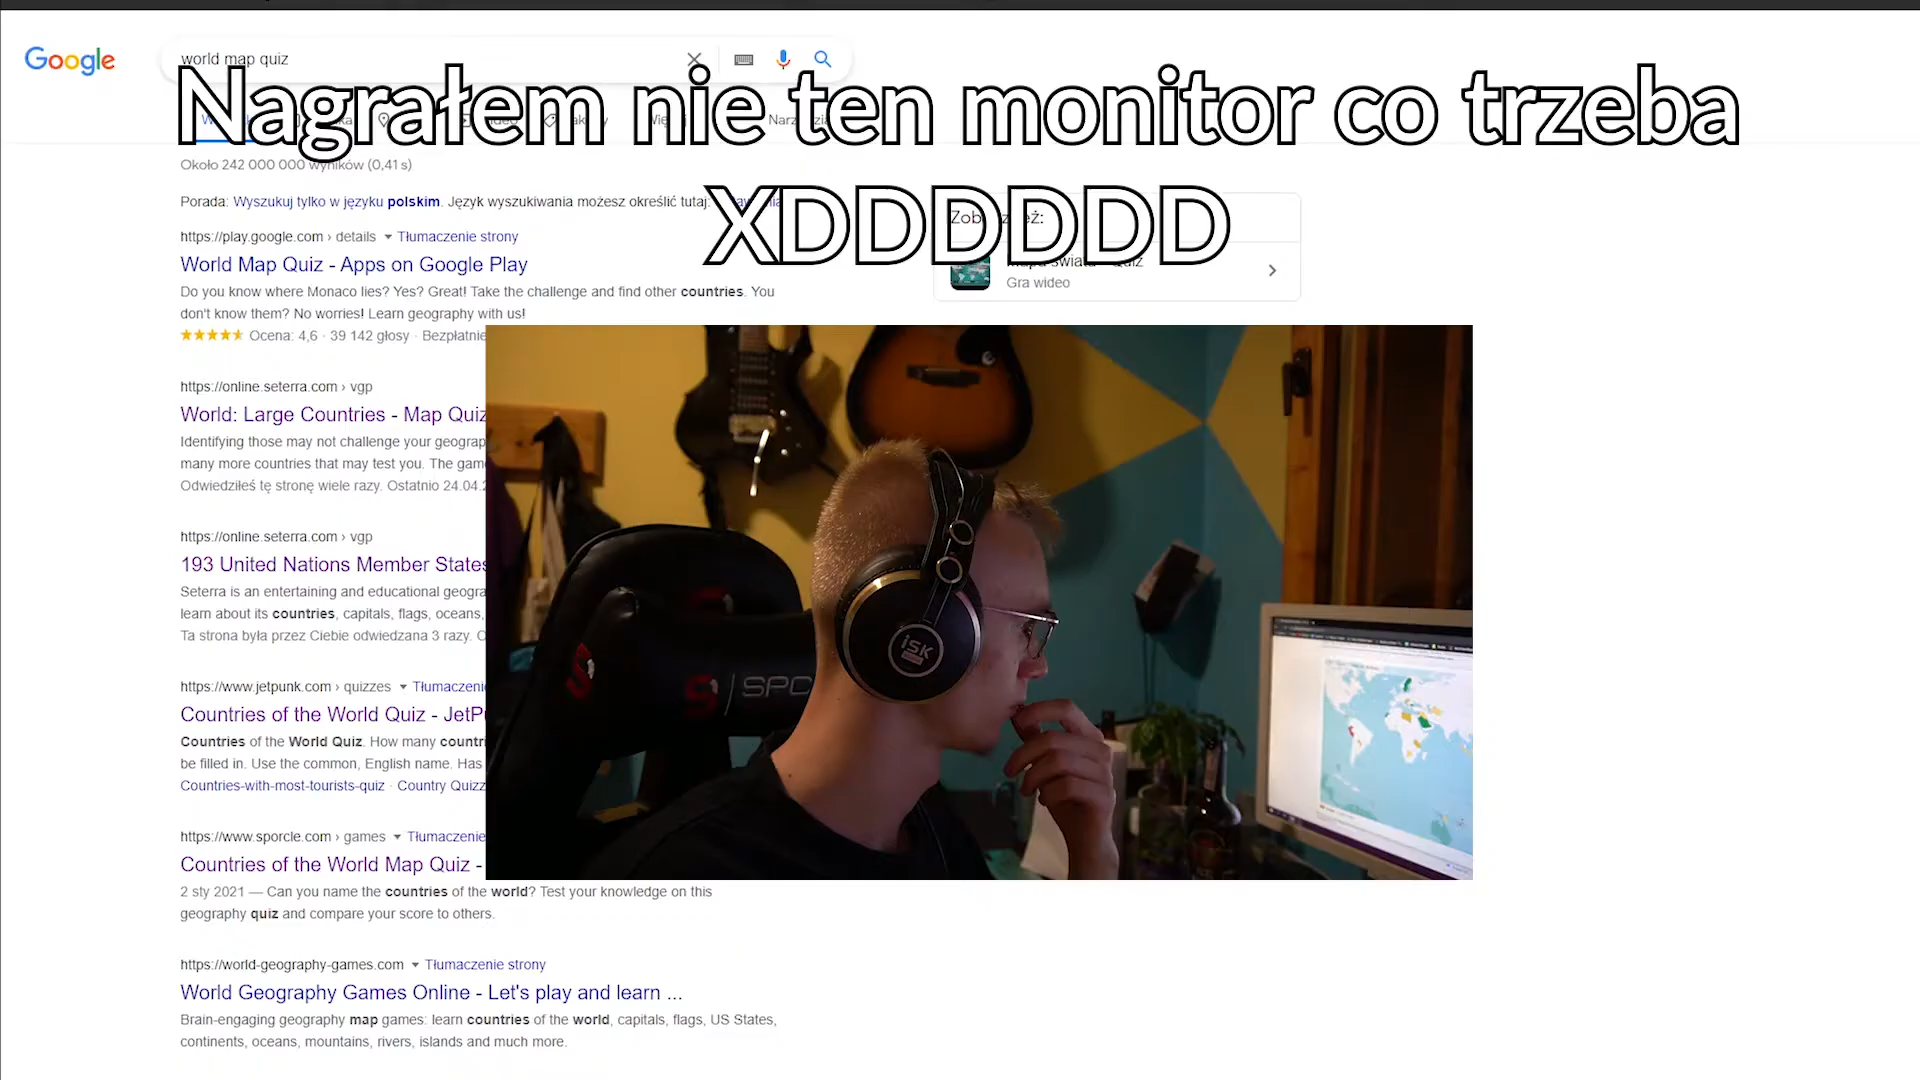 Google
world map quiz
Nagrałem nie ten monitor co trzeba
XDDDDDD
Około 242 000 000 wyników (0,41 s)
Porada: Wyszukuj tylko w języku polskim. Język wyszukiwania możesz określić tutaj:
https://play.google.com › details Tłumaczenie strony
World Map Quiz - Apps on Google Play
Do you know where Monaco lies? Yes? Great! Take the challenge and find other countries. You
don't know them? No worries! Learn geography with us!
Ocena: 4,6 · 39 142 głosy · Bezpłatnie
Gra wideo
https://online.seterra.com › vgp
World: Large Countries - Map Quiz
Identifying those may not challenge your geograp
many more countries that may test you. The gam
Odwiedziłeś tę stronę wiele razy. Ostatnio 24.04.2
https://online.seterra.com › vgp
193 United Nations Member States
Seterra is an entertaining and educational geogra
learn about its countries, capitals, flags, oceans,
Ta strona była przez Ciebie odwiedzana 3 razy. O
https://www.jetpunk.com › quizzes Tłumaczeni
Countries of the World Quiz - JetP
Countries of the World Quiz. How many countri
be filled in. Use the common, English name. Has
Countries-with-most-tourists-quiz · Country Quizz
https://www.sporcle.com › games Tłumaczenie
Countries of the World Map Quiz -
2 sty 2021 — Can you name the countries of the world? Test your knowledge on this
geography quiz and compare your score to others.
https://world-geography-games.com Tłumaczenie strony
World Geography Games Online - Let's play and learn ...
Brain-engaging geography map games: learn countries of the world, capitals, flags, US States,
continents, oceans, mountains, rivers, islands and much more.
iSK
SPC